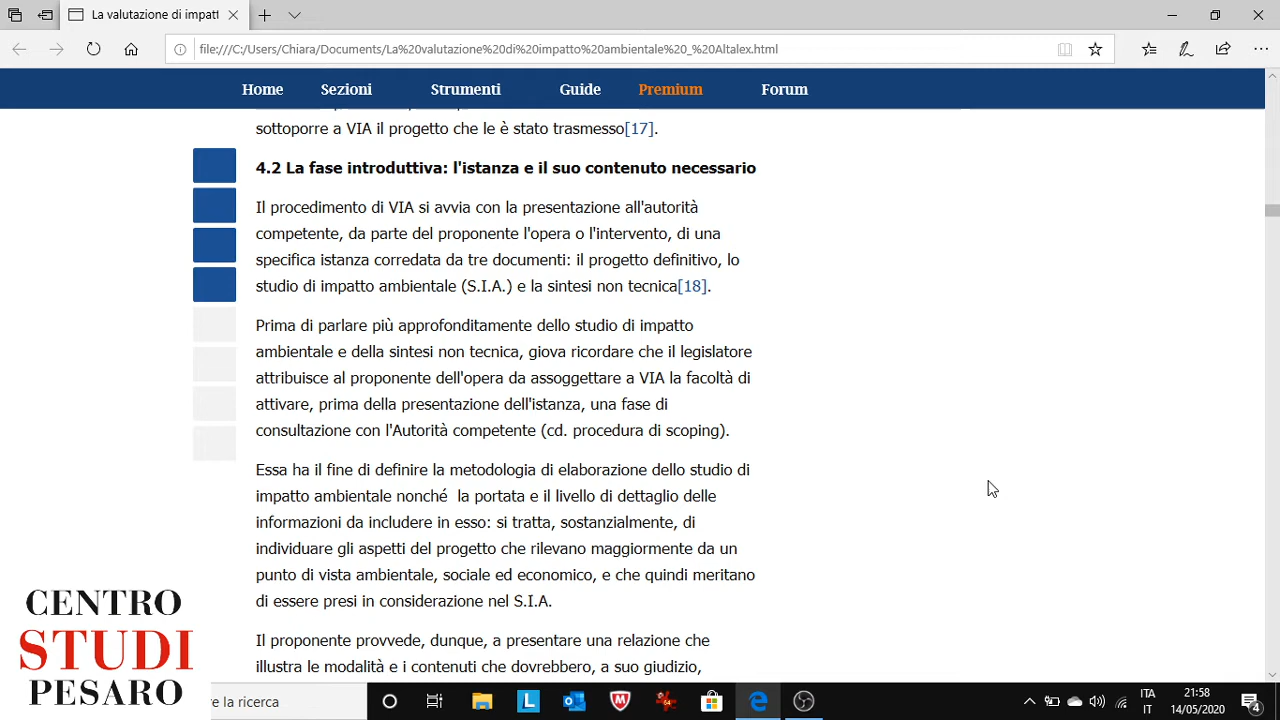 La valutazione di impatt
file:///C:/Users/Chiara/Documents/La%20valutazione%20di%20impatto%20ambientale%20_%20Altalex.html
Home Sezioni Strumenti Guide Premium Forum
sottoporre a VIA il progetto che le è stato trasmesso[17].
4.2 La fase introduttiva: l'istanza e il suo contenuto necessario
Il procedimento di VIA si avvia con la presentazione all'autorità
competente, da parte del proponente l'opera o l'intervento, di una
specifica istanza corredata da tre documenti: il progetto definitivo, lo
studio di impatto ambientale (S.I.A.) e la sintesi non tecnica[18].
Prima di parlare più approfonditamente dello studio di impatto
ambientale e della sintesi non tecnica, giova ricordare che il legislatore
attribuisce al proponente dell'opera da assoggettare a VIA la facoltà di
attivare, prima della presentazione dell'istanza, una fase di
consultazione con l'Autorità competente (cd. procedura di scoping).
Essa ha il fine di definire la metodologia di elaborazione dello studio di
impatto ambientale nonché  la portata e il livello di dettaglio delle
informazioni da includere in esso: si tratta, sostanzialmente, di
individuare gli aspetti del progetto che rilevano maggiormente da un
punto di vista ambientale, sociale ed economico, e che quindi meritano
di essere presi in considerazione nel S.I.A.
Il proponente provvede, dunque, a presentare una relazione che
illustra le modalità e i contenuti che dovrebbero, a suo giudizio,
CENTRO
STUDI
PESARO
re la ricerca
L
64
ITA
IT
21:58
14/05/2020
4